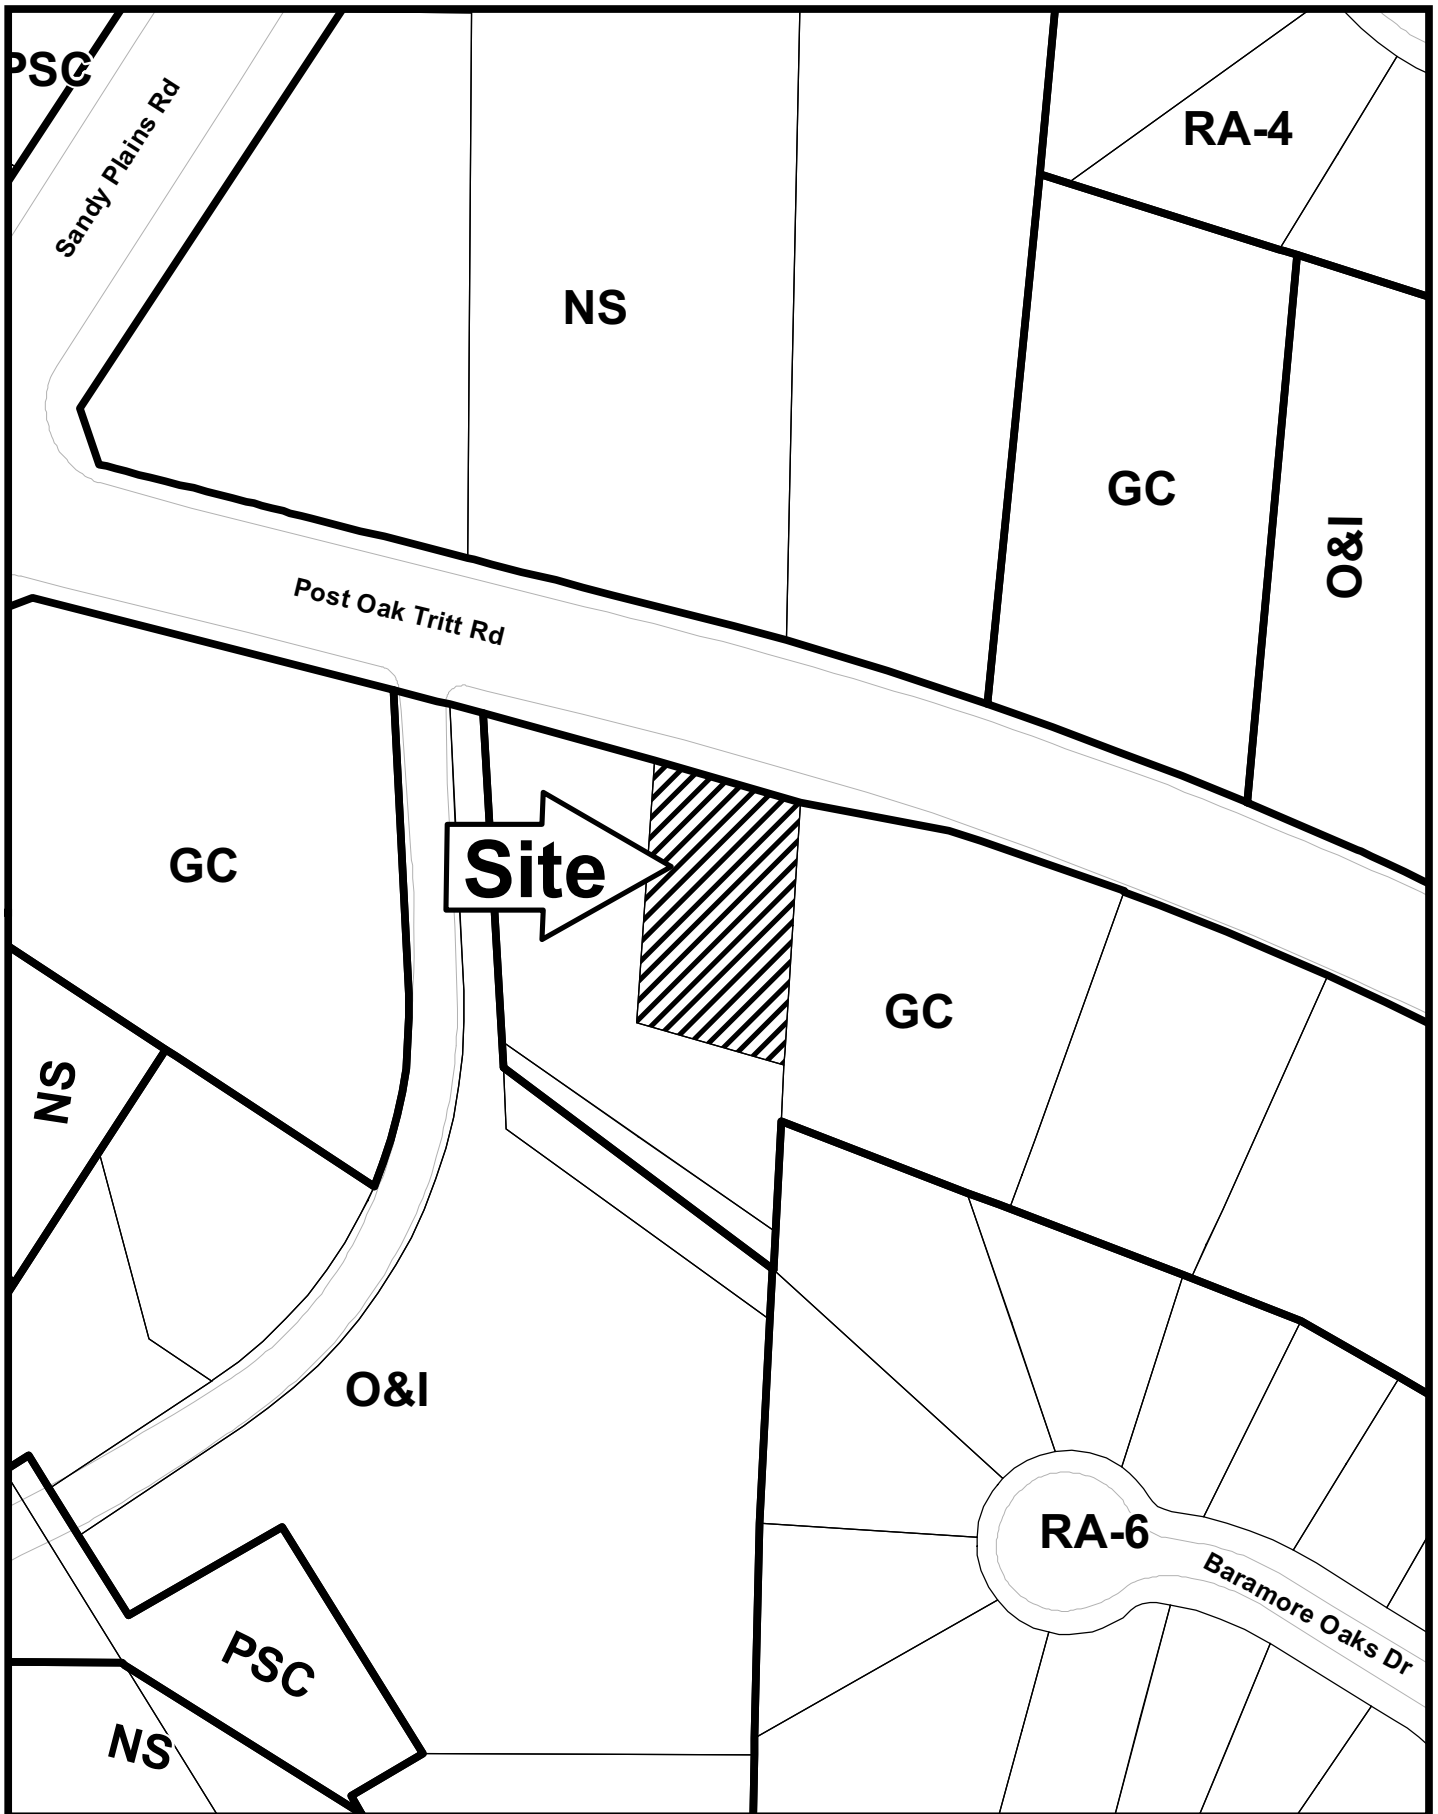 PSC
Sandy Plains Rd
RA-4
NS
GC
O&I
Post Oak Tritt Rd
GC
Site
GC
NS
O&I
RA-6
Baramore Oaks Dr
PSC
NS